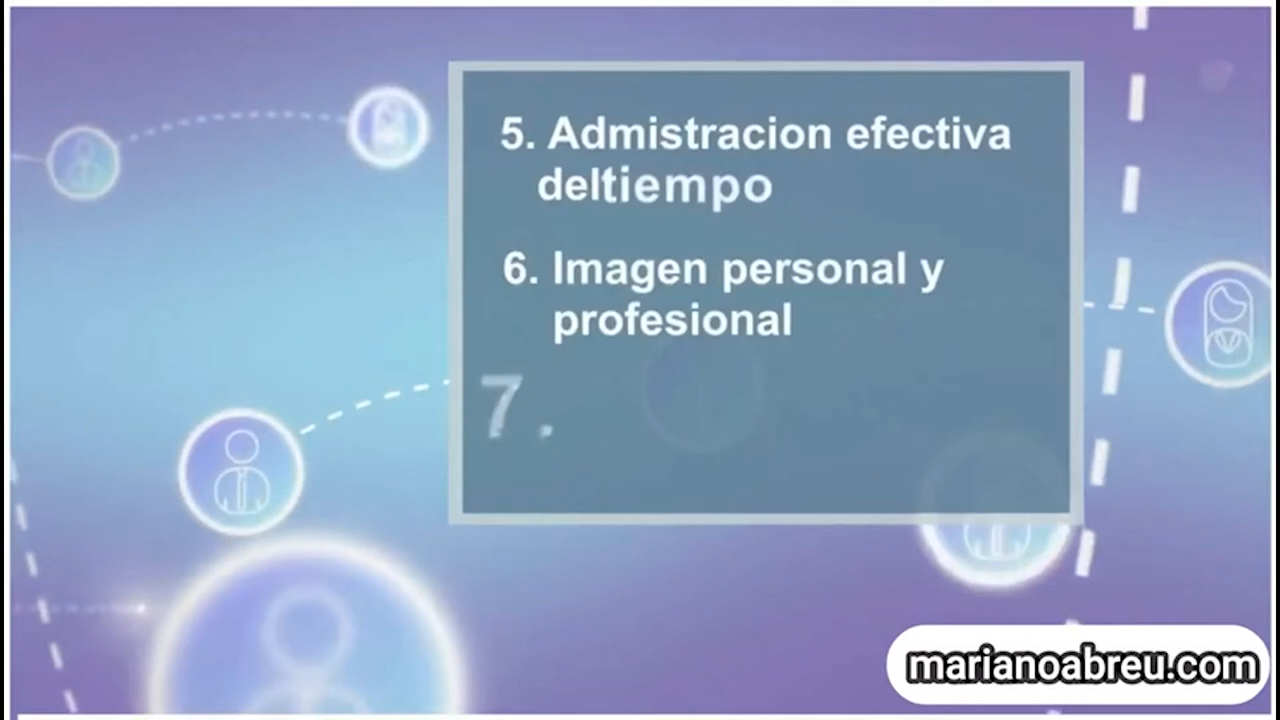 5. Admistracion efectiva
deltiempo
6. Imagen personal y
profesional
7.
marianoabreu.com